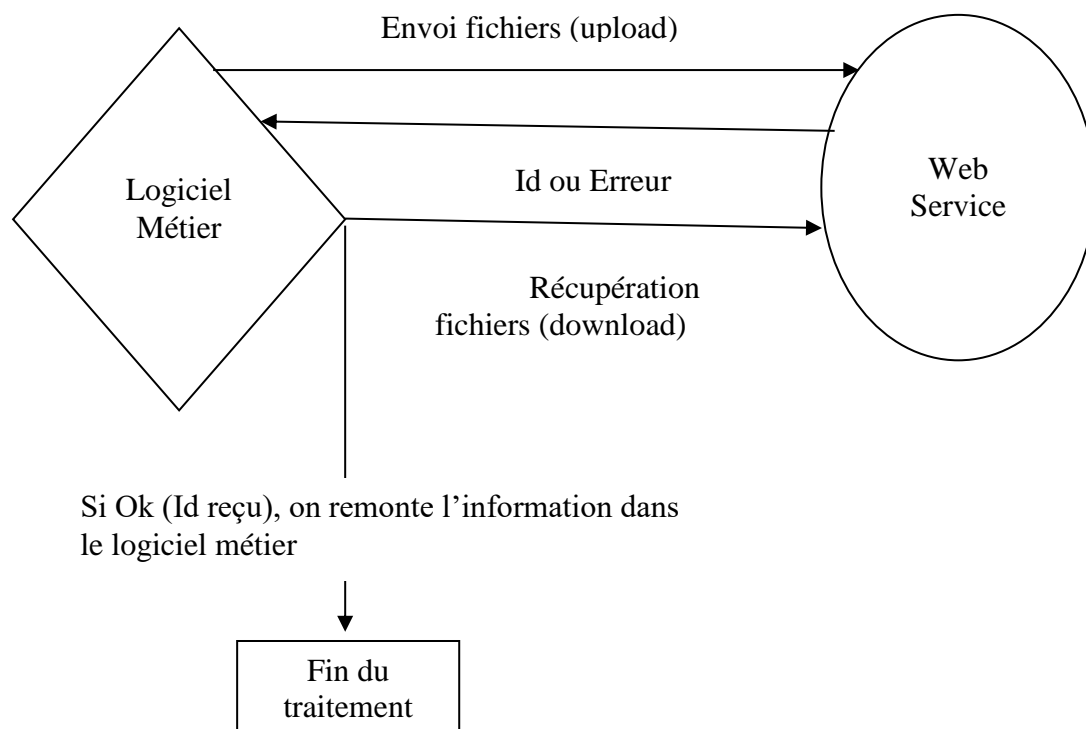 Envoi fichiers (upload)
Logiciel
Métier
Id ou Erreur
Web
Service
Récupération
fichiers (download)
Si Ok (Id reçu), on remonte l’information dans
le logiciel métier
Fin du
traitement